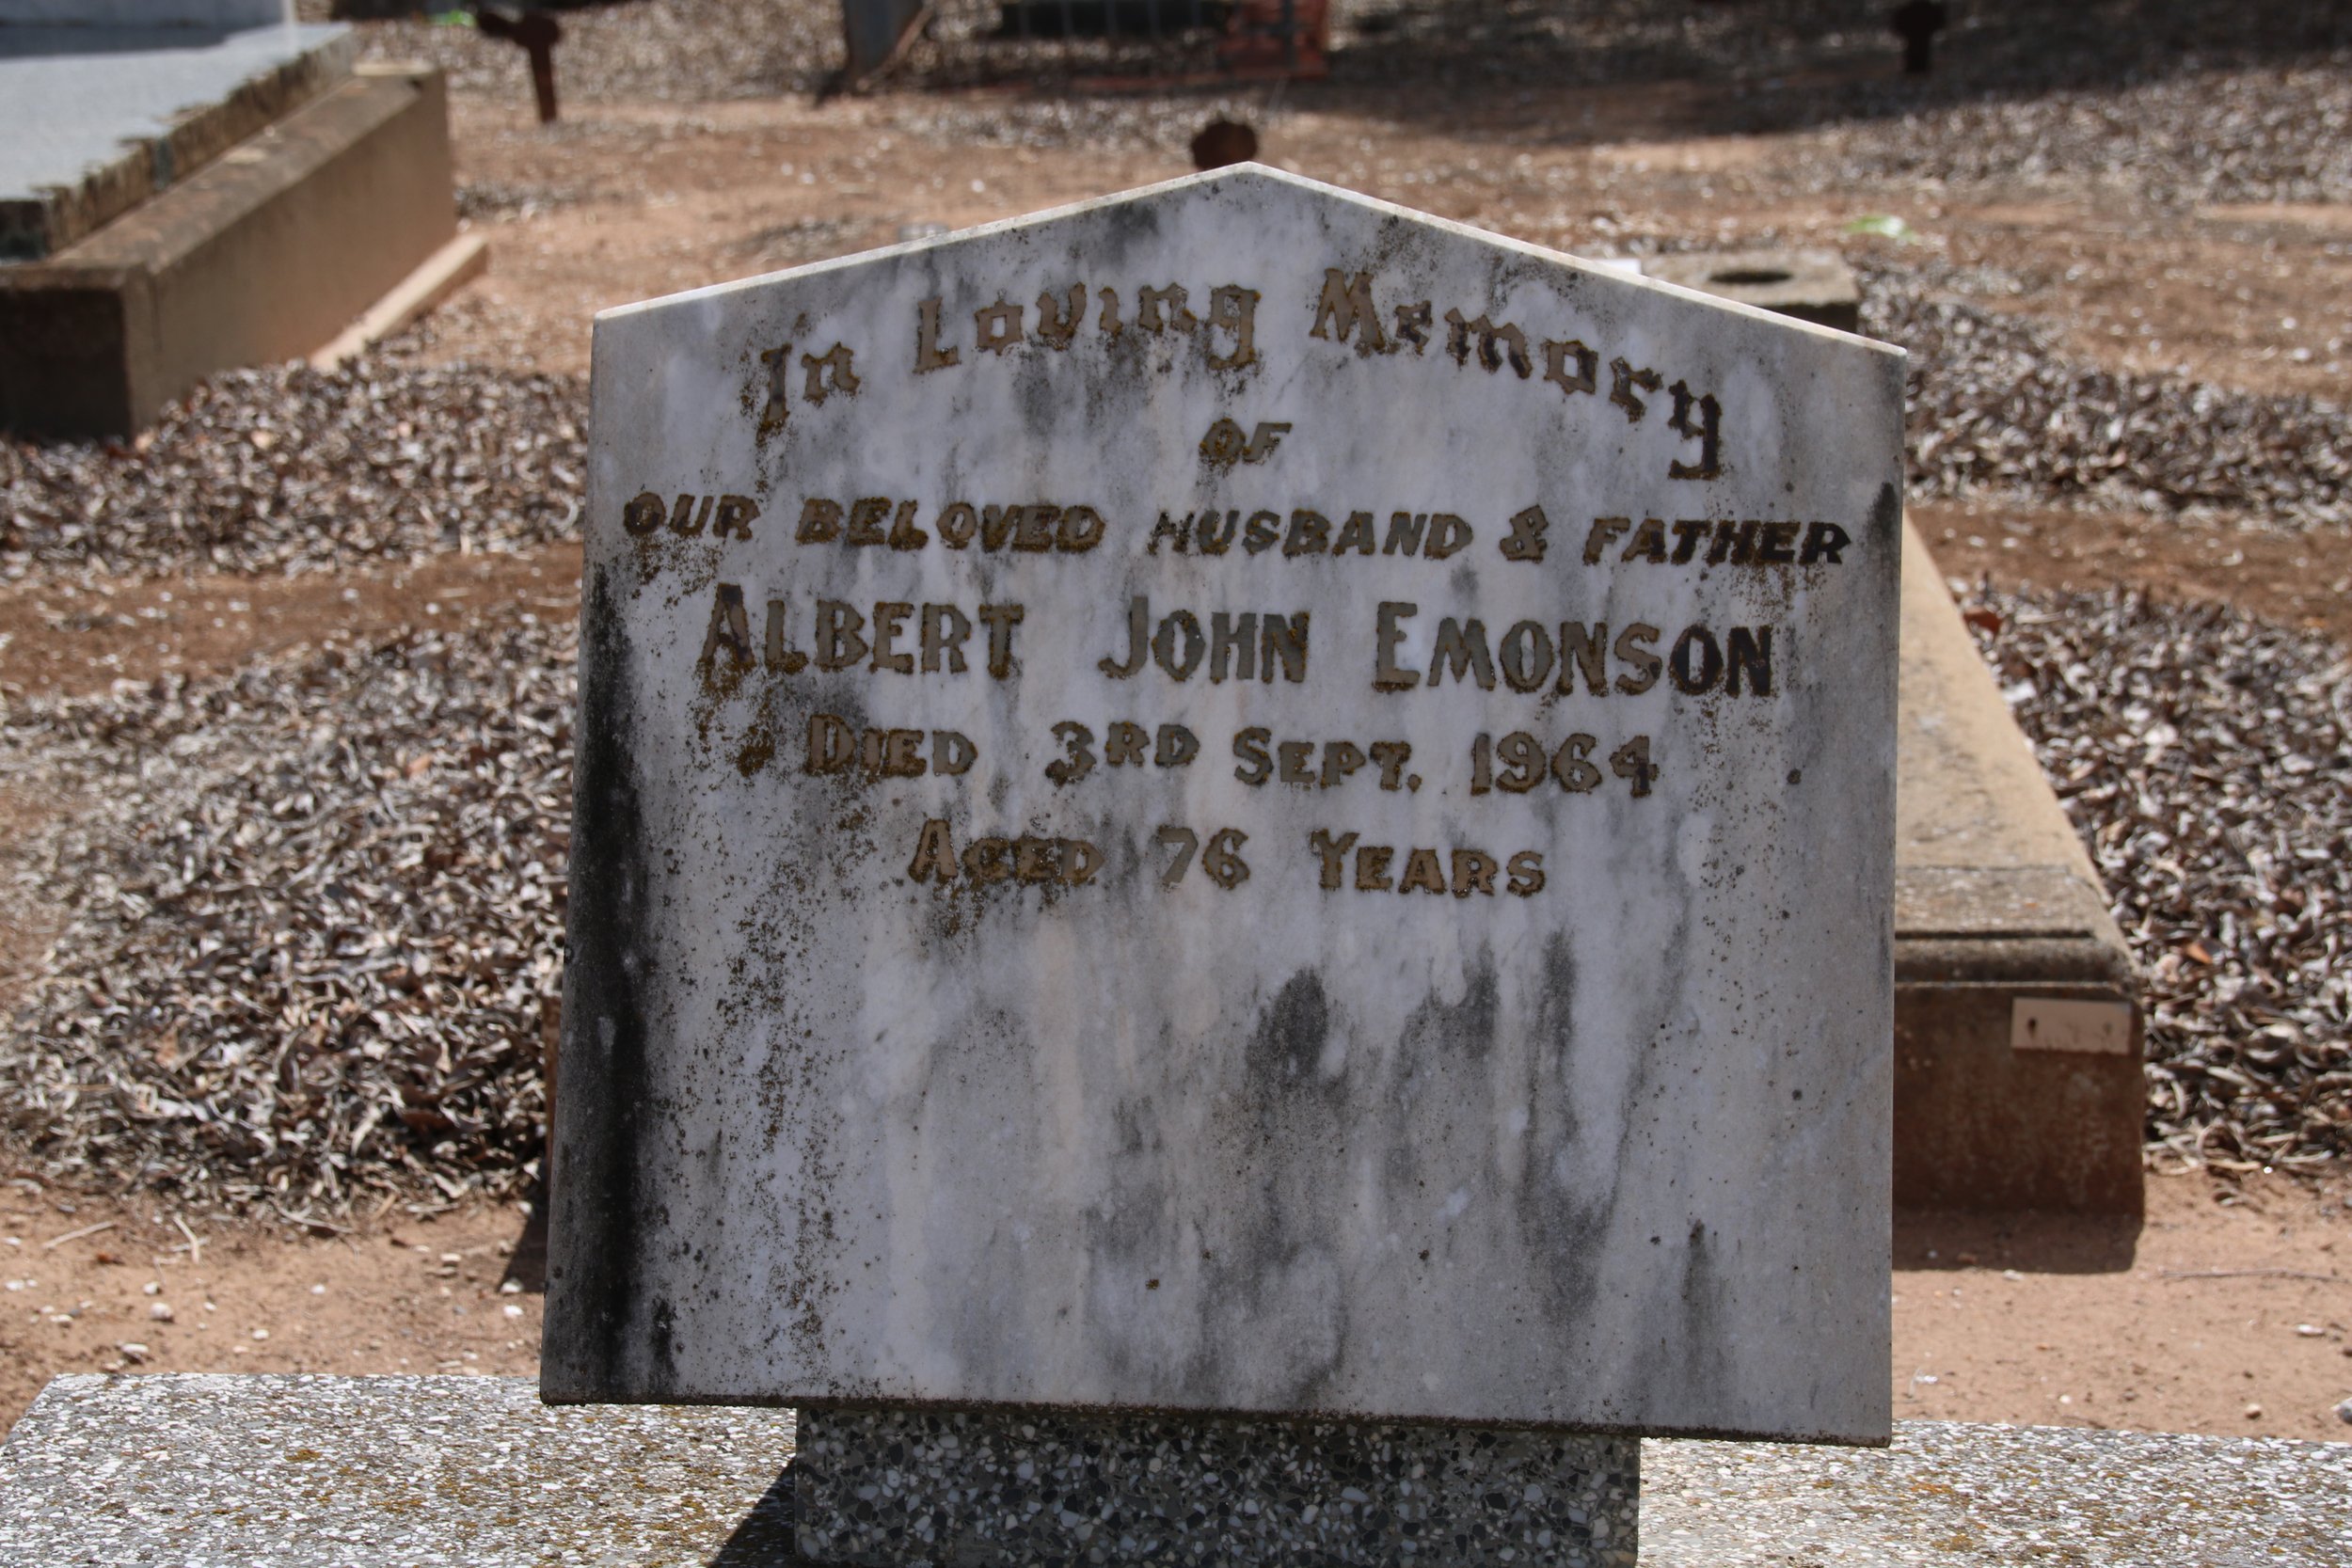 In Loving Memory
OF
OUR BELOVED HUSBAND & FATHER
ALBERT JOHN EMONSON
DIED 3RD SEPT. 1964
AGED 76 YEARS